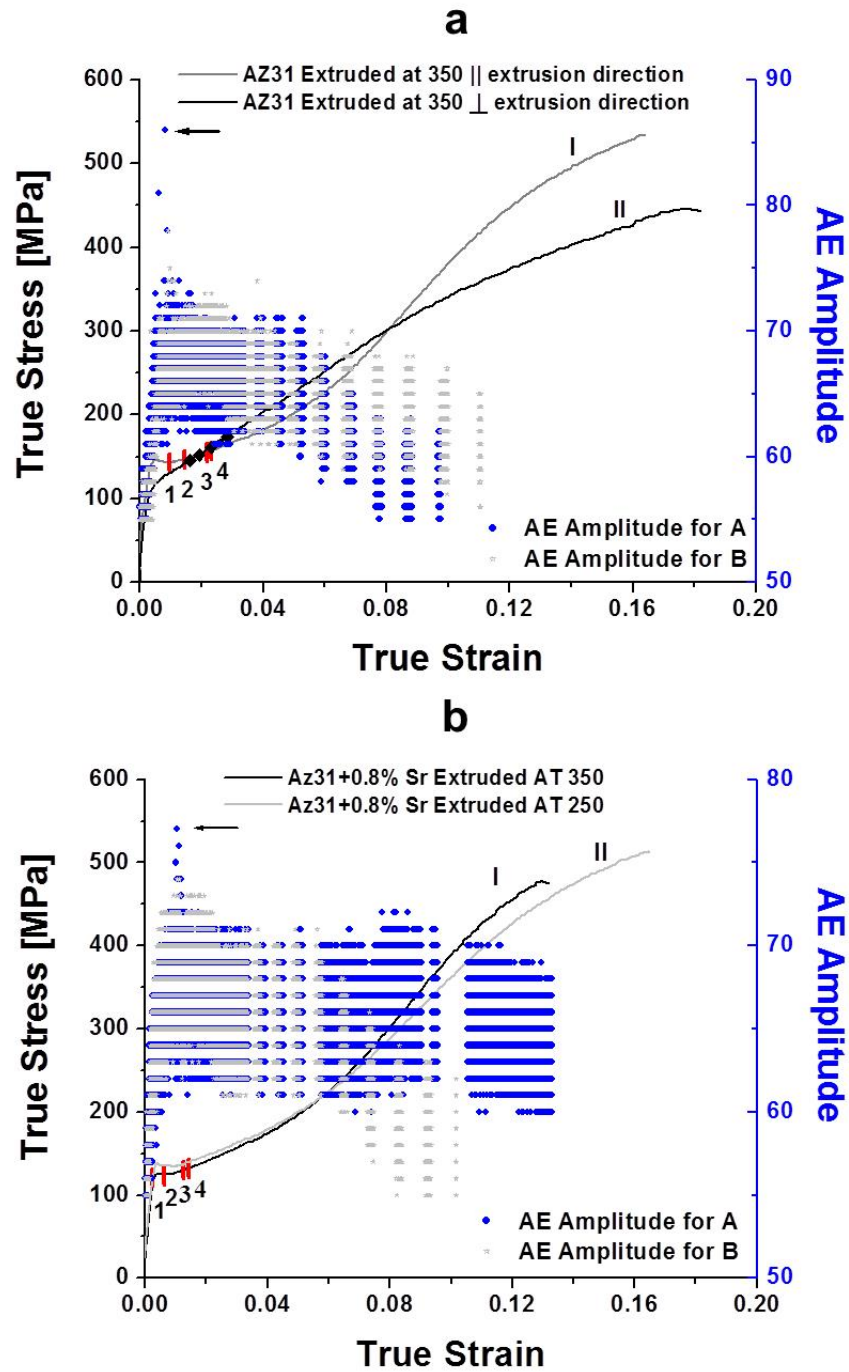 a
AZ31 Extruded at 350 || extrusion direction
AZ31 Extruded at 350 ⊥ extrusion direction
600
500
400
300
200
100
0
True Stress [MPa]
90
80
70
60
50
AE Amplitude
I
II
1 2 3 4
AE Amplitude for A
AE Amplitude for B
0.00 0.04 0.08 0.12 0.16 0.20
True Strain
b
Az31+0.8% Sr Extruded AT 350
Az31+0.8% Sr Extruded AT 250
600
500
400
300
200
100
0
True Stress [MPa]
80
70
60
50
AE Amplitude
I
II
1 2 3 4
AE Amplitude for A
AE Amplitude for B
0.00 0.04 0.08 0.12 0.16 0.20
True Strain